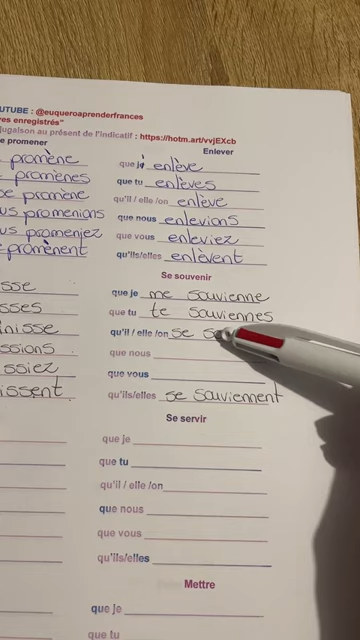 UTUBE : @euqueroaprenderfrances
es enregistrés"
jugaison au présent de l'indicatif : https://hotm.art/vvjEXcb
e promener
promène
promènes
se promène
us promenions
us promeniez
promènent
sse
sses
inisse
ssions
ssiez
issent
Enlever
que j' enlève
que tu enlèves
qu'il / elle /on enlève
que nous enlevions
que vous enleviez
qu'ils/elles enlèvent
Se souvenir
que je me souvienne
que tu te souviennes
qu'il / elle /on se so
que nous
que vous
qu'ils/elles se souviennent
Se servir
que je
que tu
qu'il / elle /on
que nous
que vous
qu'ils/elles
Mettre
que je
que tu